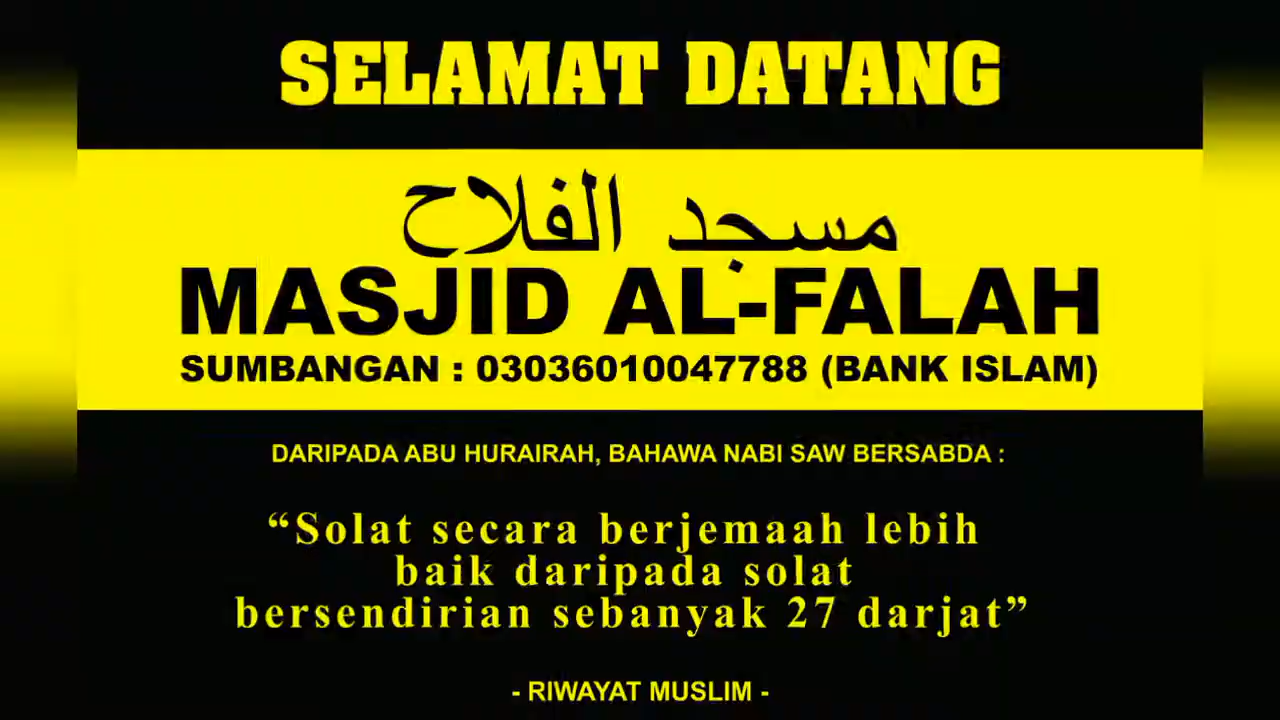 SELAMAT DATANG
مسجد الفلاح
MASJID AL-FALAH
SUMBANGAN : 03036010047788 (BANK ISLAM)
DARIPADA ABU HURAIRAH, BAHAWA NABI SAW BERSABDA :
“Solat secara berjemaah lebih
baik daripada solat
bersendirian sebanyak 27 darjat”
- RIWAYAT MUSLIM -